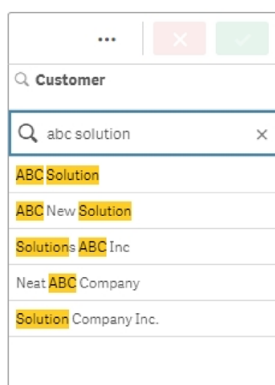 Customer
abc solution
ABC Solution
ABC New Solution
Solutions ABC Inc
Neat ABC Company
Solution Company Inc.